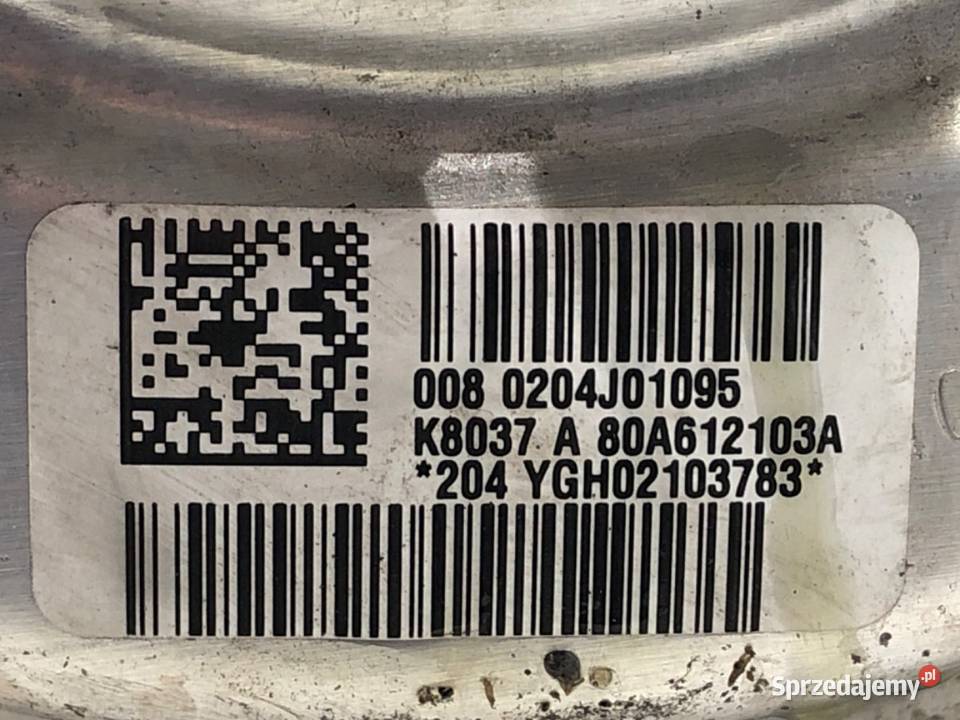 008 0204J01095
K8037 A 80A612103A
*204 YGH02103783*
Sprzedajemy.pl